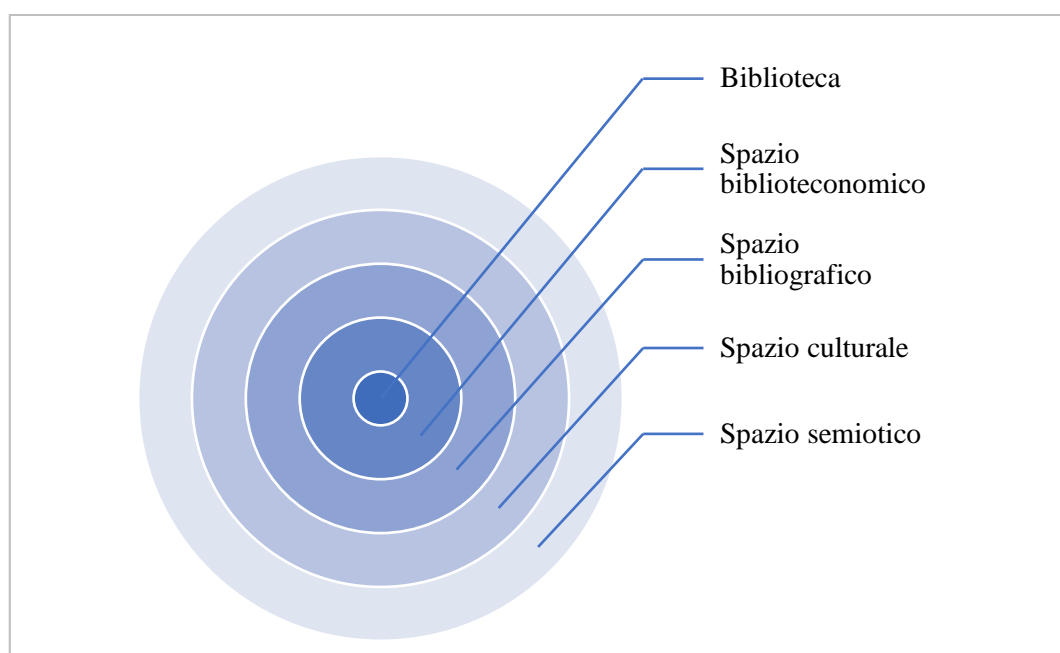 Biblioteca
Spazio
biblioteconomico
Spazio
bibliografico
Spazio culturale
Spazio semiotico